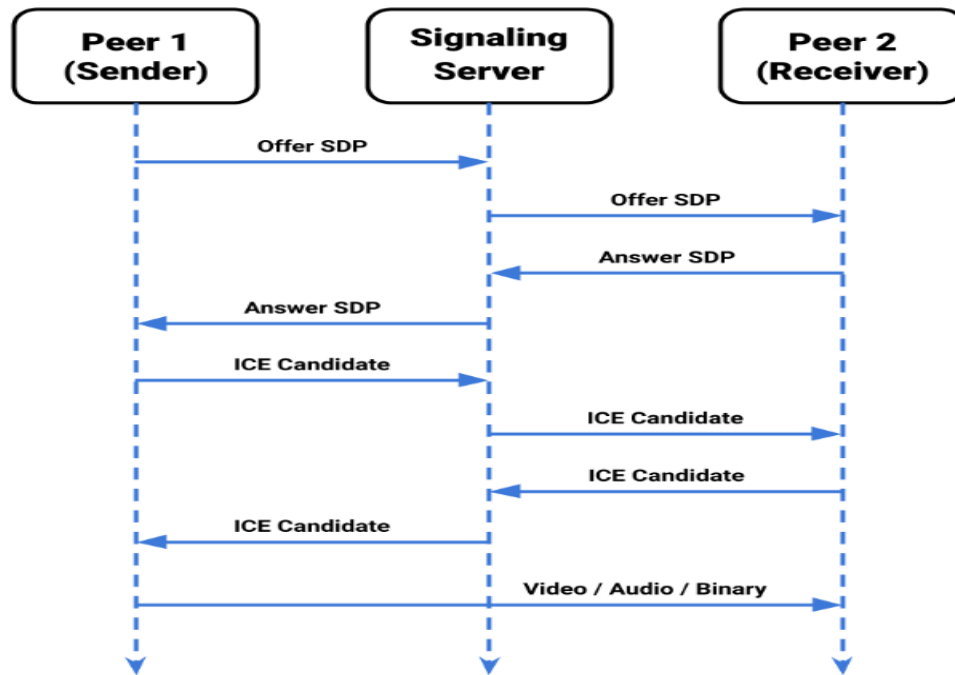 Peer 1
(Sender)
Signaling
Server
Peer 2
(Receiver)
Offer SDP
Offer SDP
Answer SDP
Answer SDP
ICE Candidate
ICE Candidate
ICE Candidate
ICE Candidate
Video / Audio / Binary